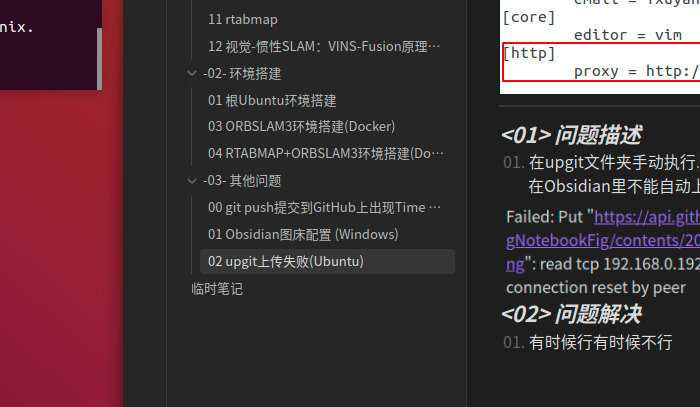 nix.
11 rtabmap
12 视觉-惯性SLAM：VINS-Fusion原理…
-02- 环境搭建
01 根Ubuntu环境搭建
03 ORBSLAM3环境搭建(Docker)
04 RTABMAP+ORBSLAM3环境搭建(Do…
-03- 其他问题
00 git push提交到GitHub上出现Time …
01 Obsidian图床配置 (Windows)
02 upgit上传失败(Ubuntu)
临时笔记
[core]
editor = vim
[http]
proxy = http:/
<01> 问题描述
01. 在upgit文件夹手动执行.
在Obsidian里不能自动上
Failed: Put "https://api.gith
gNotebookFig/contents/20
ng": read tcp 192.168.0.192
connection reset by peer
<02> 问题解决
01. 有时候行有时候不行